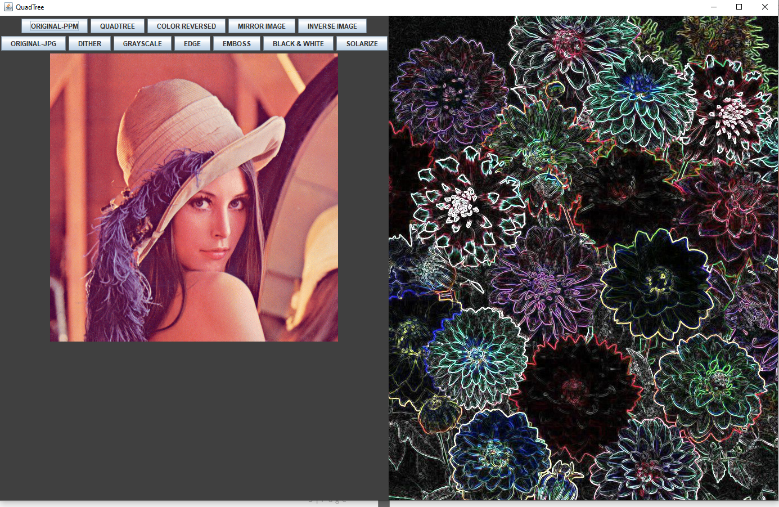 QuadTree
ORIGINAL-PPM QUADTREE COLOR REVERSED MIRROR IMAGE INVERSE IMAGE
ORIGINAL-JPG DITHER GRAYSCALE EDGE EMBOSS BLACK & WHITE SOLARIZE